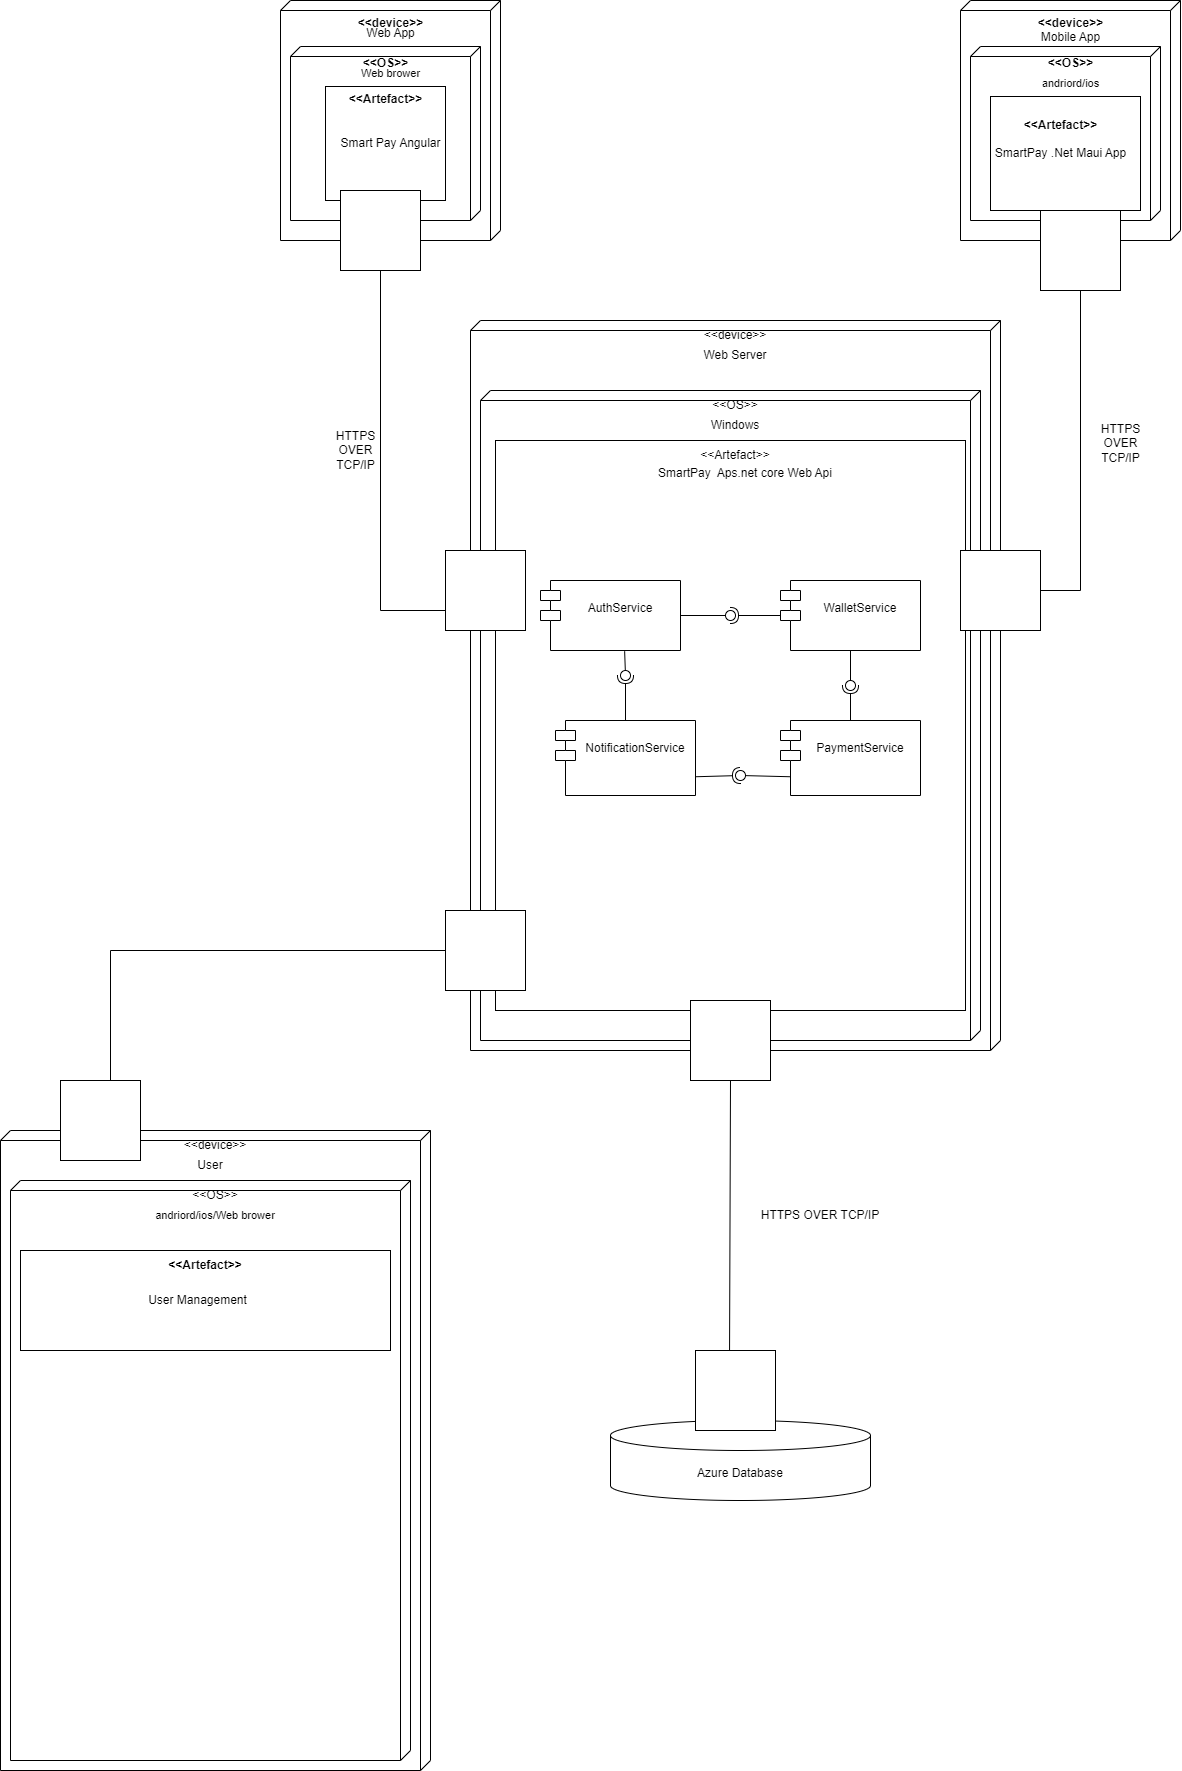 <<device>>
Web App
<<OS>>
Web brower
<<Artefact>>
Smart Pay Angular
<<device>>
Mobile App
<<OS>>
andriord/ios
<<Artefact>>
SmartPay .Net Maui App
<<device>>
Web Server
<<OS>>
Windows
<<Artefact>>
SmartPay Aps.net core Web Api
HTTPS
OVER
TCP/IP
HTTPS
OVER
TCP/IP
AuthService
WalletService
NotificationService
PaymentService
<<device>>
User
<<OS>>
andriord/ios/Web brower
<<Artefact>>
User Management
HTTPS OVER TCP/IP
Azure Database